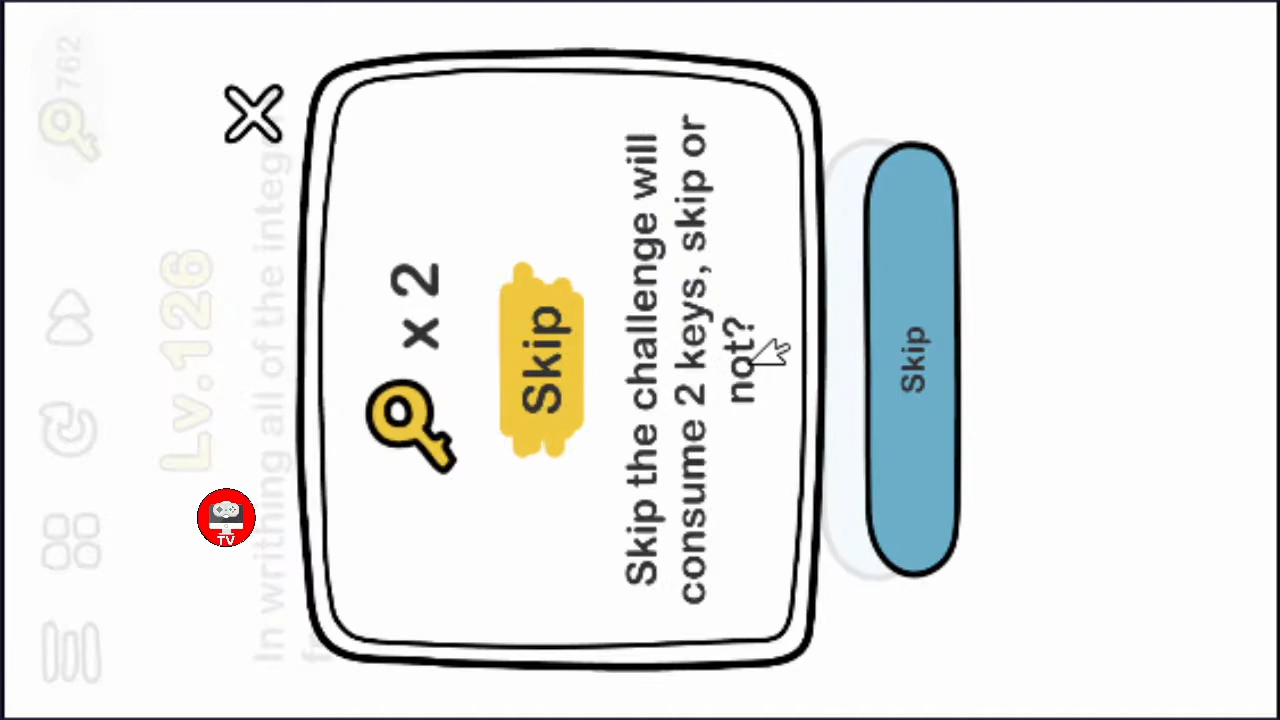 762
Lv.126
In writhing all of the integ
x 2
Skip
Skip the challenge will
consume 2 keys, skip or
not?
Skip
TV